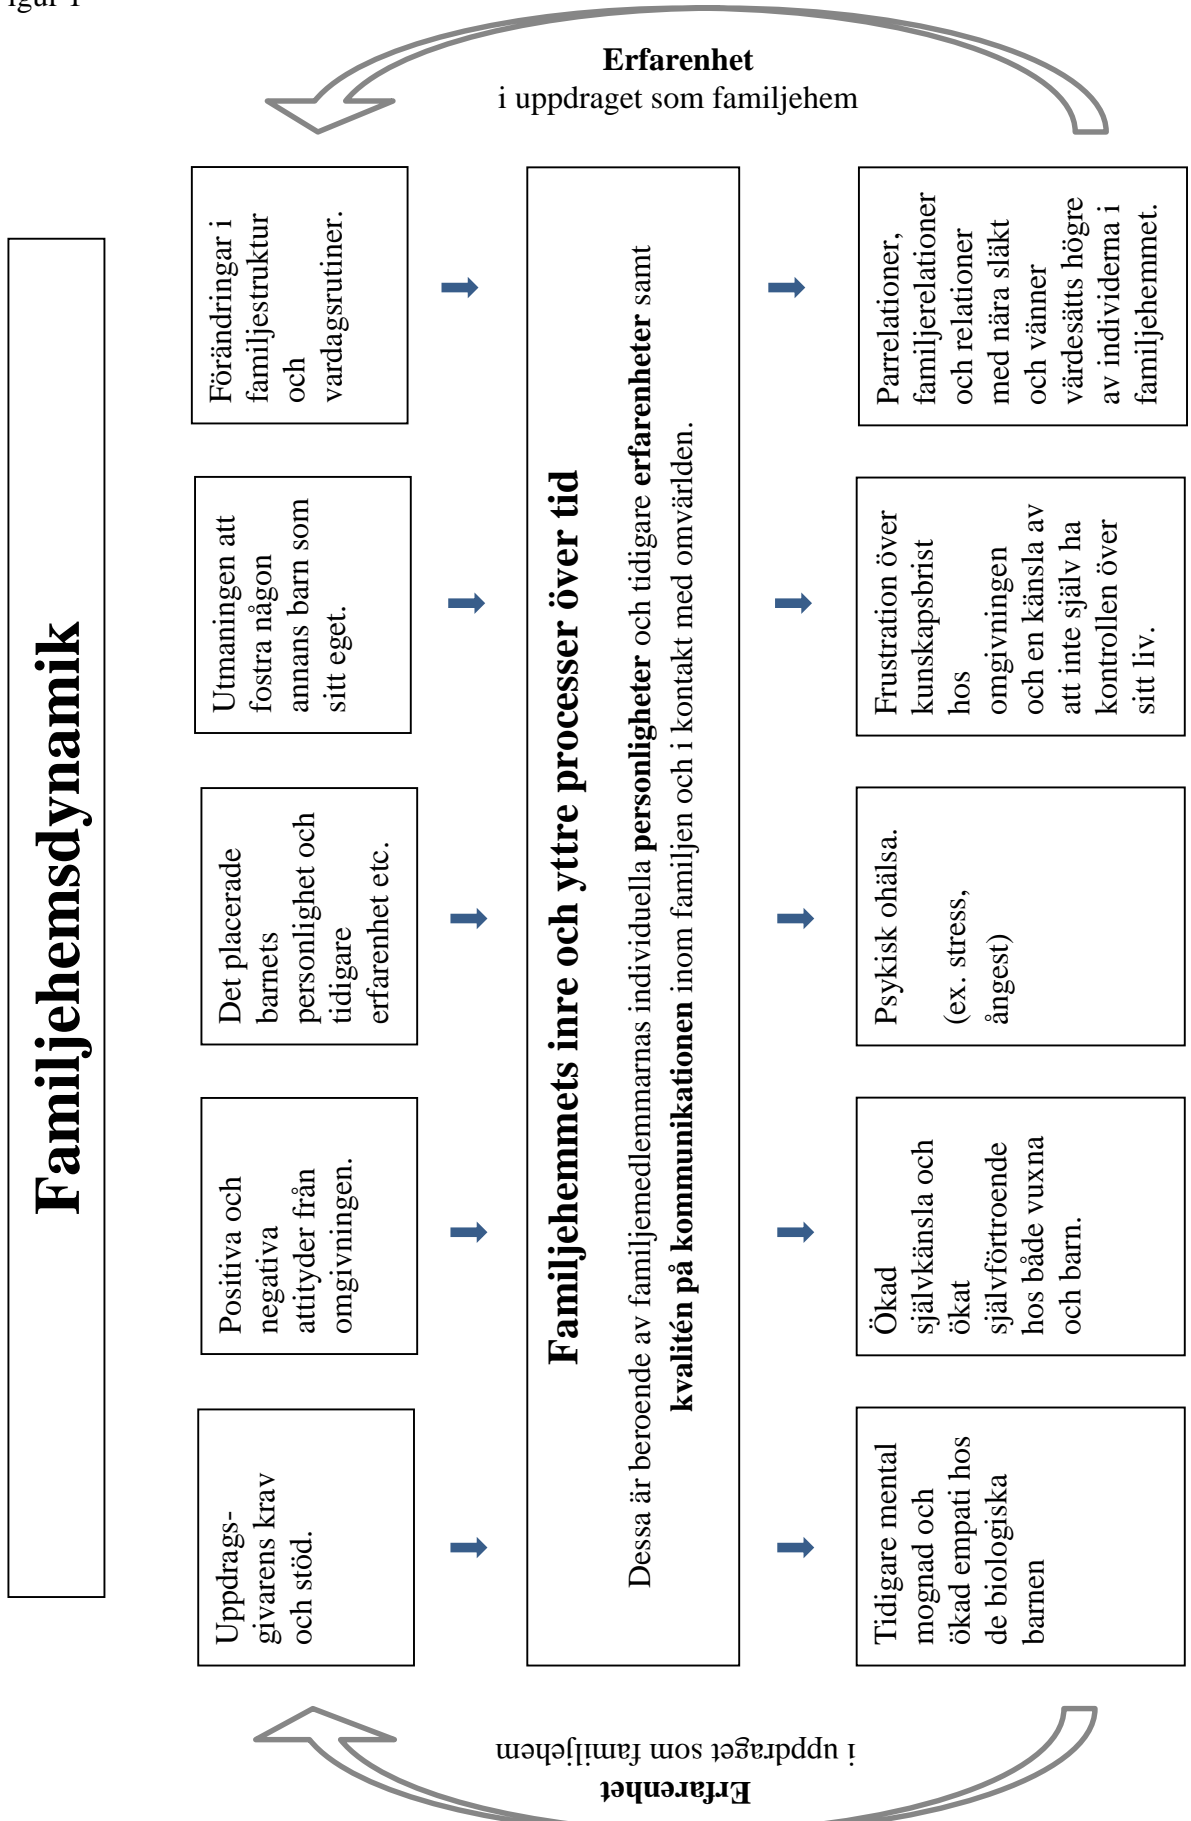 igur 1
Familjehemsdynamik
Uppdrags-
givarens krav
och stöd.
Positiva och
negativa
attityder från
omgivningen.
Det placerade
barnets
personlighet och
tidigare
erfarenhet etc.
Utmaningen att
fostra någon
annans barn som
sitt eget.
Förändringar i
familjestruktur
och
vardagsrutiner.
Erfarenhet
i uppdraget som familjehem
Familjehemmets inre och yttre processer över tid
Dessa är beroende av familjemedlemmarnas individuella personligheter och tidigare erfarenheter samt
kvalitén på kommunikationen inom familjen och i kontakt med omvärlden.
Erfarenhet
i uppdraget som familjehem
Tidigare mental
mognad och
ökad empati hos
de biologiska
barnen
Ökad
självkänsla och
ökat
självförtroende
hos både vuxna
och barn.
Psykisk ohälsa.
(ex. stress,
ångest)
Frustration över
kunskapsbrist
hos
omgivningen
och en känsla av
att inte själv ha
kontrollen över
sitt liv.
Parrelationer,
familjerelationer
och relationer
med nära släkt
och vänner
värdesätts högre
av individerna i
familjehemmet.